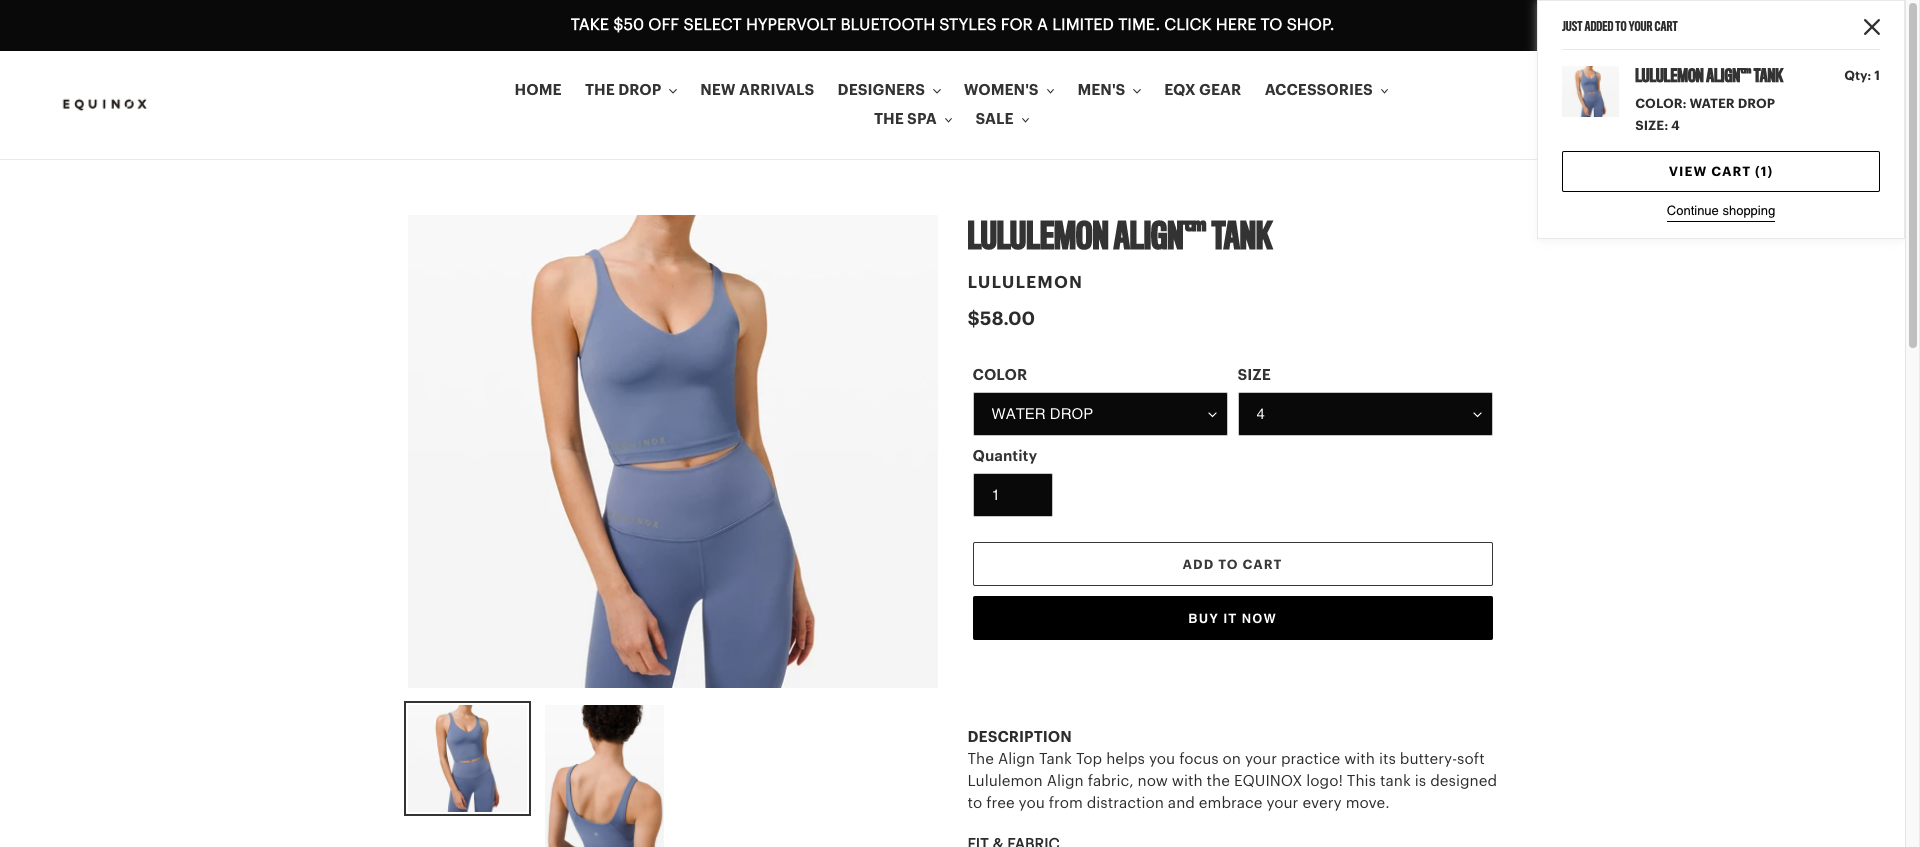 TAKE $50 OFF SELECT HYPERVOLT BLUETOOTH STYLES FOR A LIMITED TIME. CLICK HERE TO SHOP.
EQUINOX
HOME THE DROP NEW ARRIVALS DESIGNERS WOMEN'S MEN'S EQX GEAR ACCESSORIES
THE SPA SALE
JUST ADDED TO YOUR CART
LULULEMON ALIGN™ TANK Qty: 1
COLOR: WATER DROP
SIZE: 4
VIEW CART (1)
Continue shopping
EQUINOX
EQUINOX
LULULEMON ALIGN™ TANK
LULULEMON
$58.00
COLOR SIZE
WATER DROP 4
Quantity
1
ADD TO CART
BUY IT NOW
DESCRIPTION
The Align Tank Top helps you focus on your practice with its buttery-soft
Lululemon Align fabric, now with the EQUINOX logo! This tank is designed
to free you from distraction and embrace your every move.
FIT & FABRIC